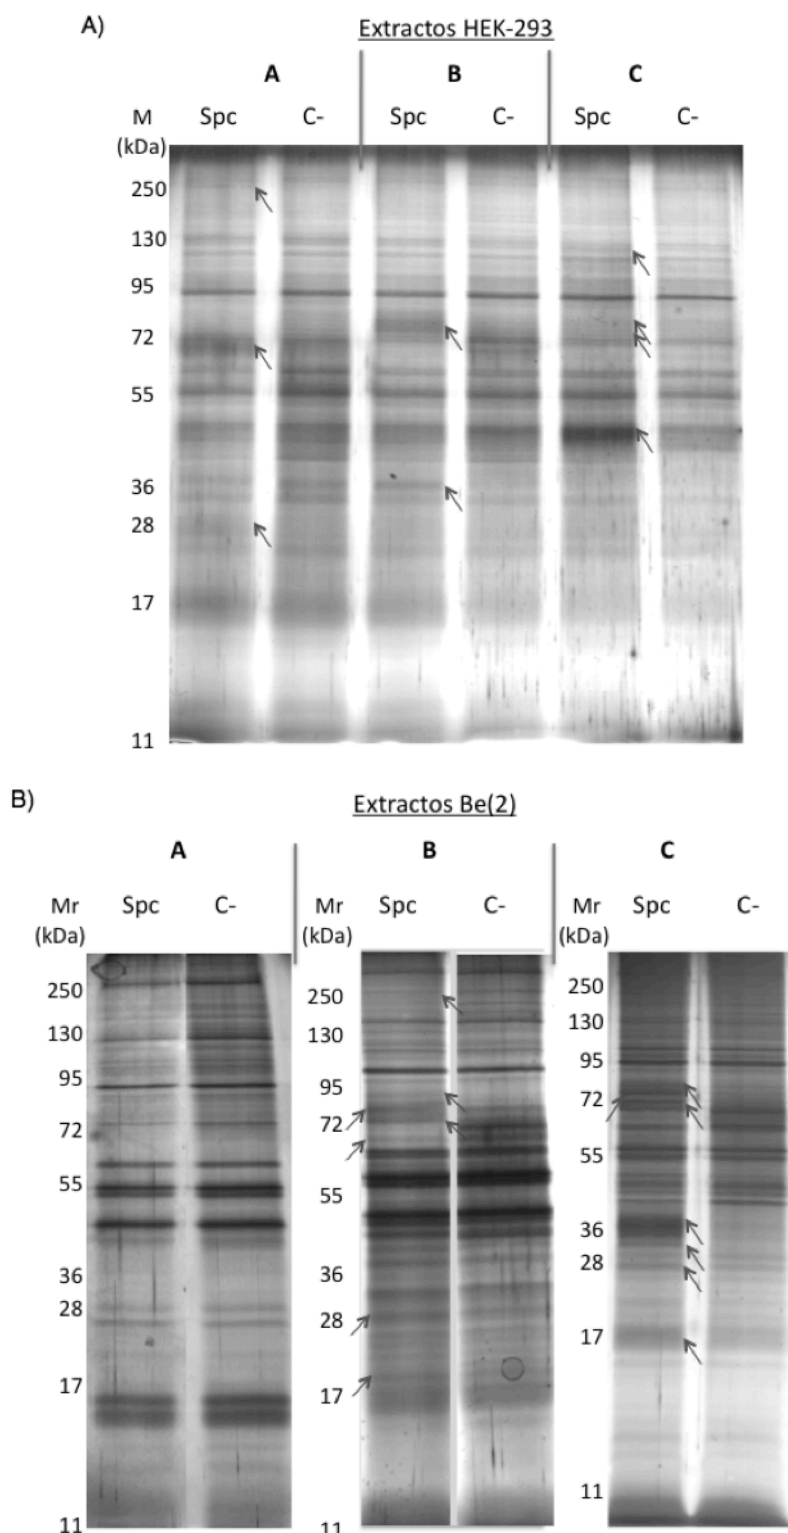 A)
Extractos HEK-293
A B C
M Spc C- Spc C- Spc C-
(kDa)
250
130
95
72
55
36
28
17
11
B)
Extractos Be(2)
A B C
Mr Spc C- Mr Spc C- Mr Spc C-
(kDa) (kDa) (kDa)
250 250 250
130 130 130
95 95 95
72 72 72
55 55 55
36 36 36
28 28 28
17 17 17
11 11 11